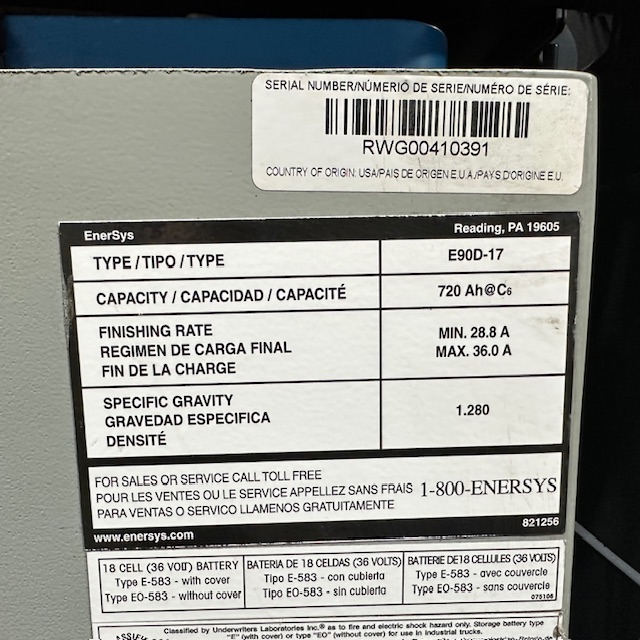 SERIAL NUMBER/NÚMERIO DE SERIE/NUMÉRO DE SÉRIE:
RWG00410391
COUNTRY OF ORIGIN: USA/PAIS DE ORIGEN E.U.A./PAYS D'ORIGINE E.U.
EnerSys Reading, PA 19605
TYPE / TIPO / TYPE E90D-17
CAPACITY / CAPACIDAD / CAPACITÉ 720 Ah@C₆
FINISHING RATE MIN. 28.8 A
REGIMEN DE CARGA FINAL MAX. 36.0 A
FIN DE LA CHARGE
SPECIFIC GRAVITY
GRAVEDAD ESPECIFICA 1.280
DENSITÉ
FOR SALES OR SERVICE CALL TOLL FREE
POUR LES VENTES OU LE SERVICE APPELLEZ SANS FRAIS 1-800-ENERSYS
PARA VENTAS O SERVICO LLAMENOS GRATUITAMENTE
www.enersys.com 821256
18 CELL (36 VOLT) BATTERY BATERIA DE 18 CELDAS (36 VOLTS) BATTERIE DE 18 CELLULES (36 VOLTS)
Type E-583 - with cover Tipo E-583 - con cubierta Type E-583 - avec couvercle
Type EO-583 - without cover Tipo EO-583 - sin cubierta Type EO-583 - sans couvercle
075106
Classified by Underwriters Laboratories Inc.® as to fire and electric shock hazard only. Storage battery type
"E" (with cover) or type "EO" (without cover) for use in industrial trucks.